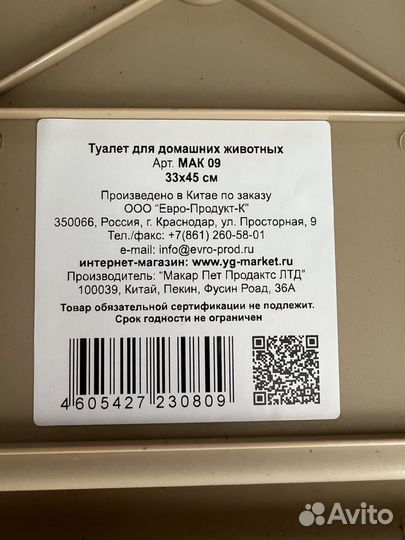 Туалет для домашних животных
Арт. МАК 09
33х45 см
Произведено в Китае по заказу
ООО "Евро-Продукт-К"
350066, Россия, г. Краснодар, ул. Просторная, 9
Тел./факс: +7(861) 260-58-01
e-mail: info@evro-prod.ru
интернет-магазин: www.yg-market.ru
Производитель: "Макар Пет Продактс ЛТД"
100039, Китай, Пекин, Фусин Роад, 36А
Товар обязательной сертификации не подлежит.
Срок годности не ограничен
4 605427 230809
Avito